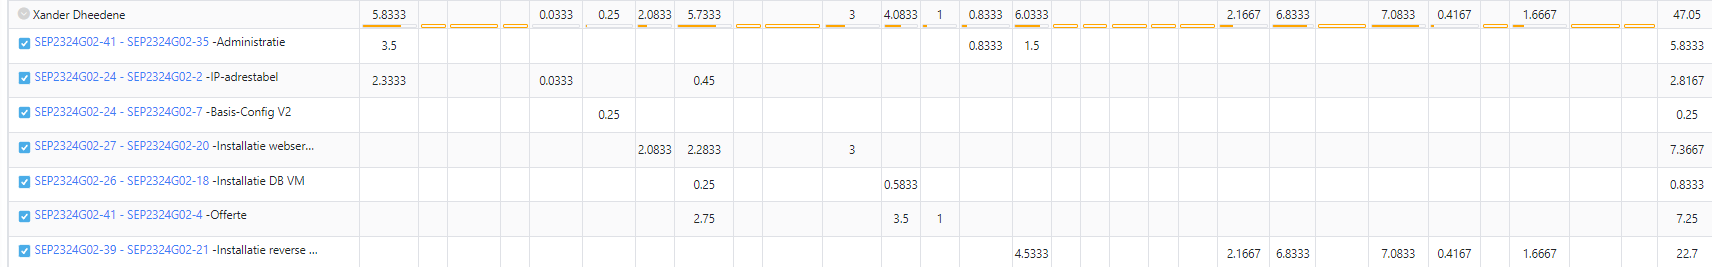 Xander Dheedene 5.8333 0.0333 0.25 2.0833 5.7333 3 4.0833 1 0.8333 6.0333 2.1667 6.8333 7.0833 0.4167 1.6667 47.05
SEP2324G02-41 - SEP2324G02-35 -Administratie 3.5 0.8333 1.5 5.8333
SEP2324G02-24 - SEP2324G02-2 -IP-adrestabel 2.3333 0.0333 0.45 2.8167
SEP2324G02-24 - SEP2324G02-7 -Basis-Config V2 0.25 0.25
SEP2324G02-27 - SEP2324G02-20 -Installatie webser... 2.0833 2.2833 3 7.3667
SEP2324G02-26 - SEP2324G02-18 -Installatie DB VM 0.25 0.5833 0.8333
SEP2324G02-41 - SEP2324G02-4 -Offerte 2.75 3.5 1 7.25
SEP2324G02-39 - SEP2324G02-21 -Installatie reverse ... 4.5333 2.1667 6.8333 7.0833 0.4167 1.6667 22.7